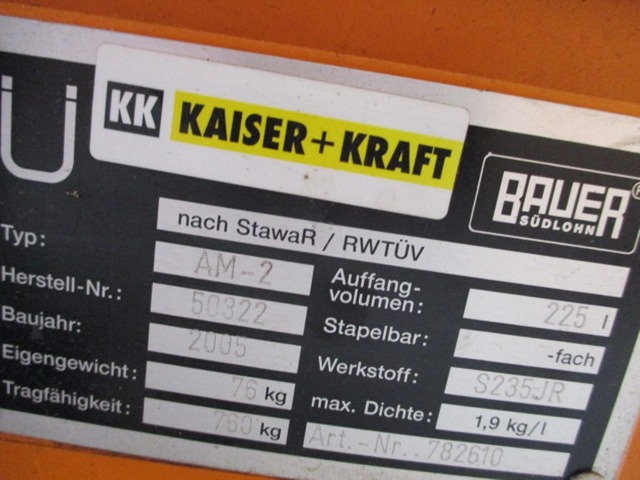 Ü
KK KAISER+KRAFT
BAUER®
SÜDLOHN
nach StawaR / RWTÜV
Typ: AM-2
Herstell-Nr.: 50322
Baujahr: 2005
Eigengewicht: 76 kg
Tragfähigkeit: 760 kg
Auffang-
volumen: 225 l
Stapelbar: -fach
Werkstoff: S235JR
max. Dichte: 1,9 kg/l
Art.-Nr.. 782610